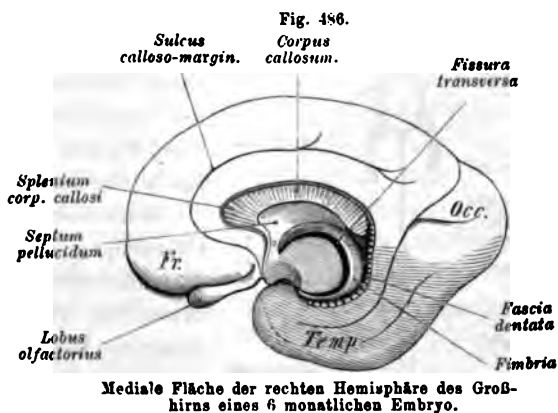 Fig. 486.
Sulcus
calloso-margin.
Corpus
callosum.
Fissura
transversa
Splenium
corp. callosi
Septum
pellucidum
Fr.
Occ.
Lobus
olfactorius
Temp
Fascia
dentata
Fimbria
Mediale Fläche der rechten Hemisphäre des Groß-
hirns eines 6 monatlichen Embryo.